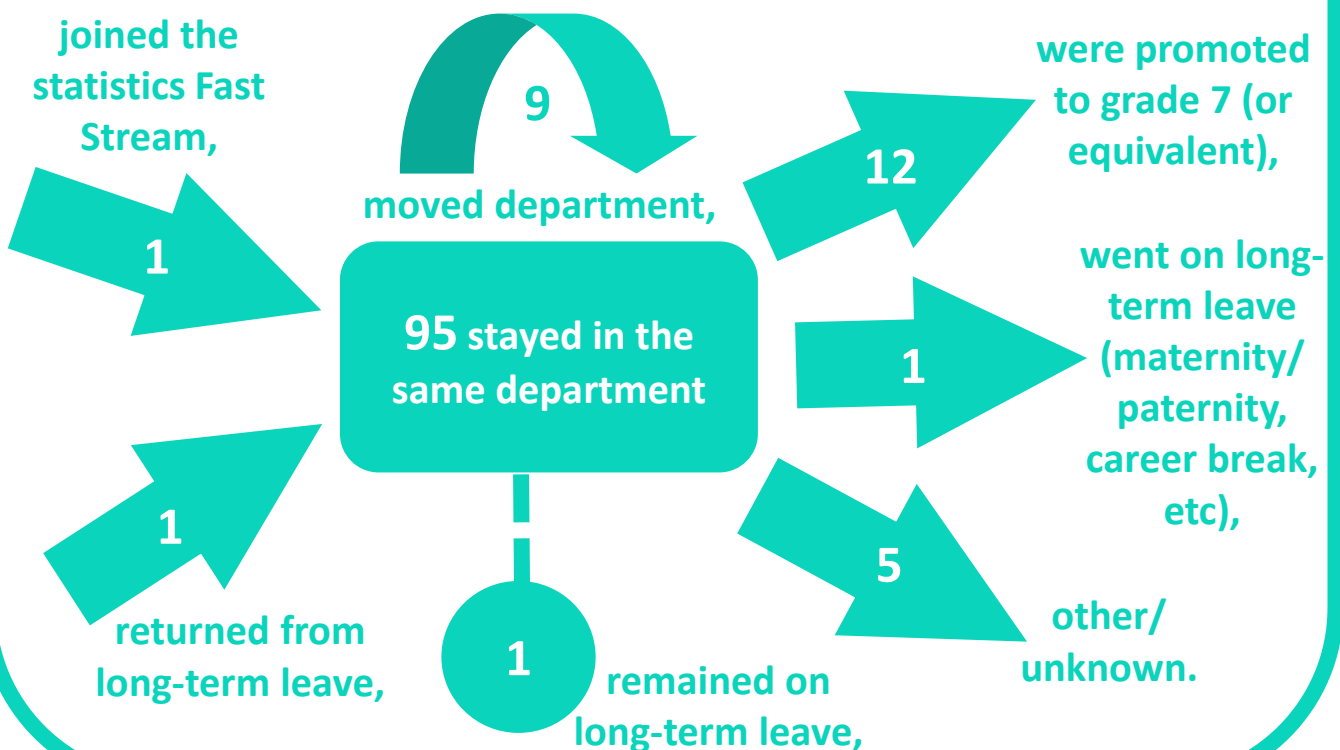 joined the
statistics Fast
Stream,
1
9
moved department,
95 stayed in the
same department
1
returned from
long-term leave,
1
remained on
long-term leave,
12
were promoted
to grade 7 (or
equivalent),
1
went on long-
term leave
(maternity/
paternity,
career break,
etc),
5
other/
unknown.